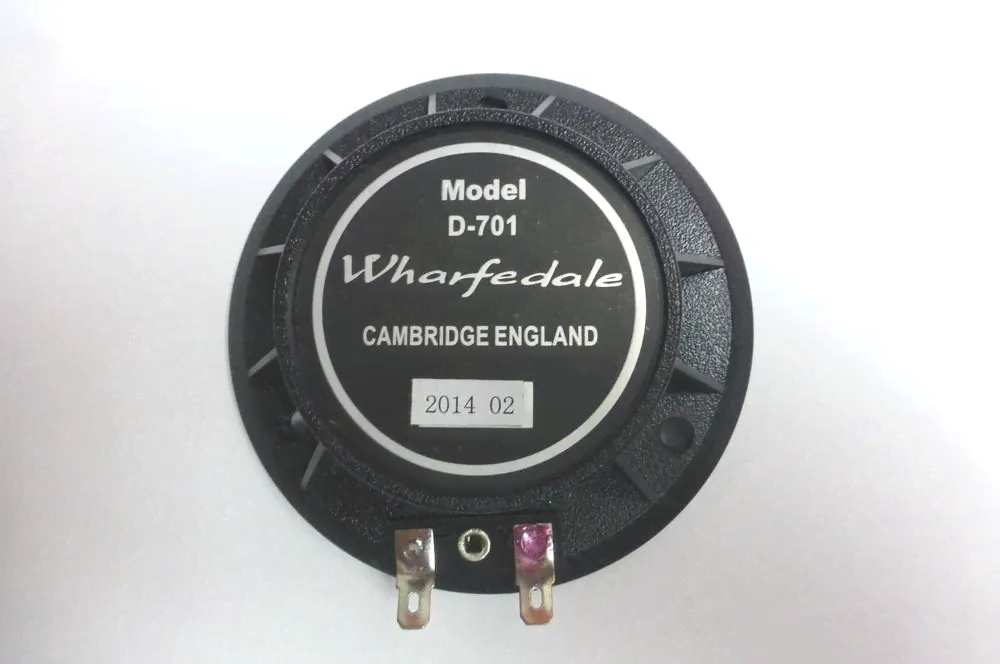 Model
D-701
Wharfedale
CAMBRIDGE ENGLAND
2014 02